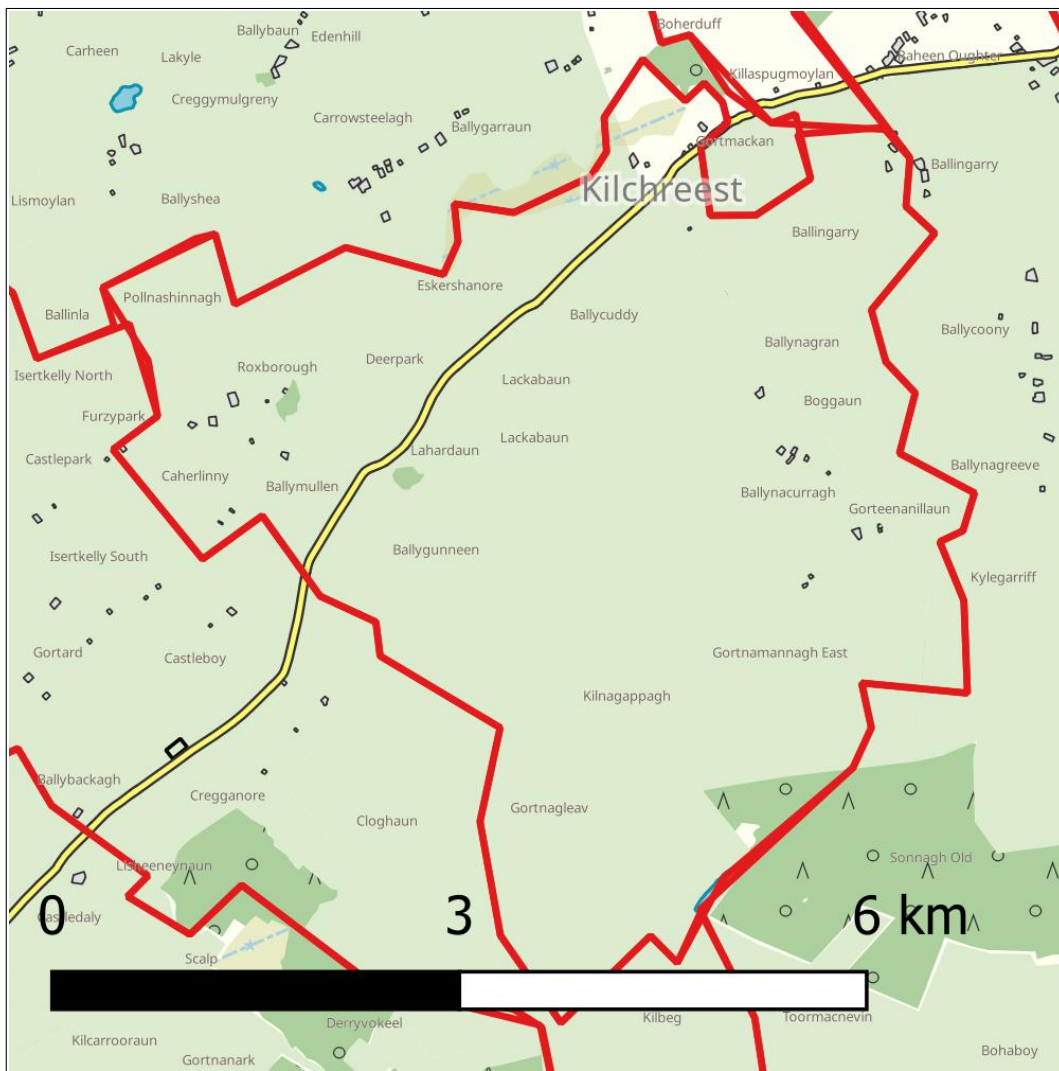 Boherduff
Ballybaun
Edenhill
Carheen
Lakyle
Baheen Oughter
Killaspugmoylan
Creggymulgreny
Carrowsteelagh
Ballygarraun
Gortmackan
Ballingarry
Kilchreest
Lismoylan
Ballyshea
Ballingarry
Eskershanore
Pollnashinnagh
Ballinla
Ballycuddy
Ballycoony
Ballynagran
Deerpark
Roxborough
Isertkelly North
Lackabaun
Boggaun
Furzypark
Lackabaun
Lahardaun
Castlepark
Ballynagreeve
Caherlinny
Ballymullen
Ballynacurragh
Gorteenanillaun
Ballygunneen
Isertkelly South
Kylegarriff
Gortard
Castleboy
Gortnamannagh East
Kilnagappagh
Ballybackagh
Cregganore
Gortnagleav
Cloghaun
Sonnagh Old
Lisheeneynaun
Castledaly
0 3 6 km
Scalp
Derryvokeel
Kilbeg
Toormacnevin
Kilcarrooraun
Gortnanark
Bohaboy